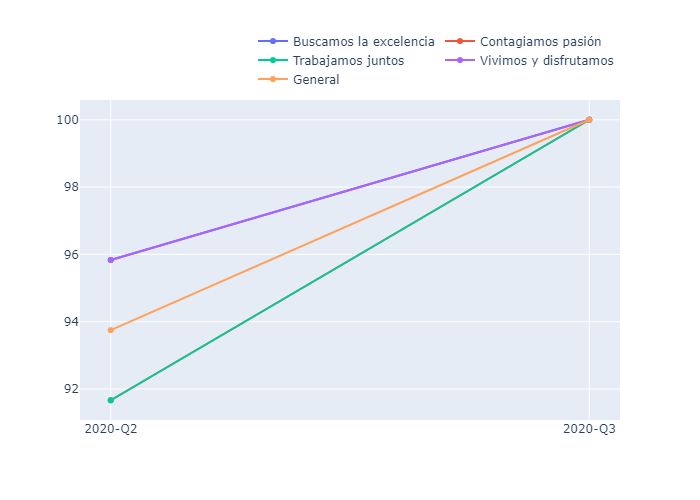 Buscamos la excelencia Contagiamos pasión
Trabajamos juntos Vivimos y disfrutamos
General
100
98
96
94
92
2020-Q2 2020-Q3